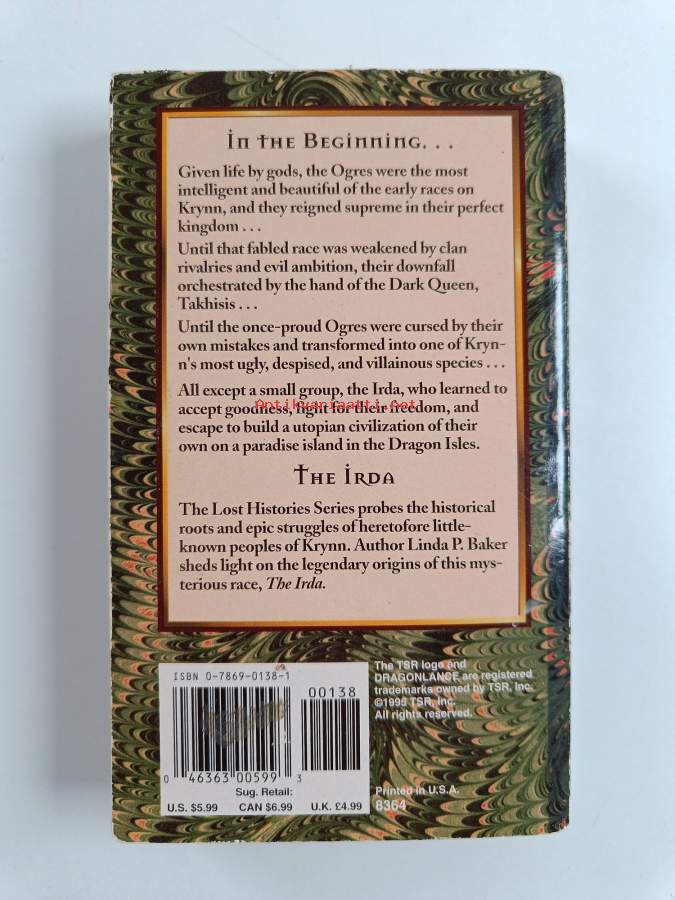 In the Beginning. . .
Given life by gods, the Ogres were the most
intelligent and beautiful of the early races on
Krynn, and they reigned supreme in their perfect
kingdom . . .
Until that fabled race was weakened by clan
rivalries and evil ambition, their downfall
orchestrated by the hand of the Dark Queen,
Takhisis . . .
Until the once-proud Ogres were cursed by their
own mistakes and transformed into one of Kryn-
n's most ugly, despised, and villainous species . . .
All except a small group, the Irda, who learned to
accept goodness, fight for their freedom, and
Antikvariaatti.net
escape to build a utopian civilization of their
own on a paradise island in the Dragon Isles.
The Irda
The Lost Histories Series probes the historical
roots and epic struggles of heretofore little-
known peoples of Krynn. Author Linda P. Baker
sheds light on the legendary origins of this mys-
terious race, The Irda.
ISBN 0-7869-0138-1
00138
0 46363 00599 3
Sug. Retail:
U.S. $5.99 CAN $6.99 U.K. £4.99
The TSR logo and
DRAGONLANCE are registered
trademarks owned by TSR, Inc.
©1995 TSR, Inc.
All rights reserved.
Printed in U.S.A.
8364